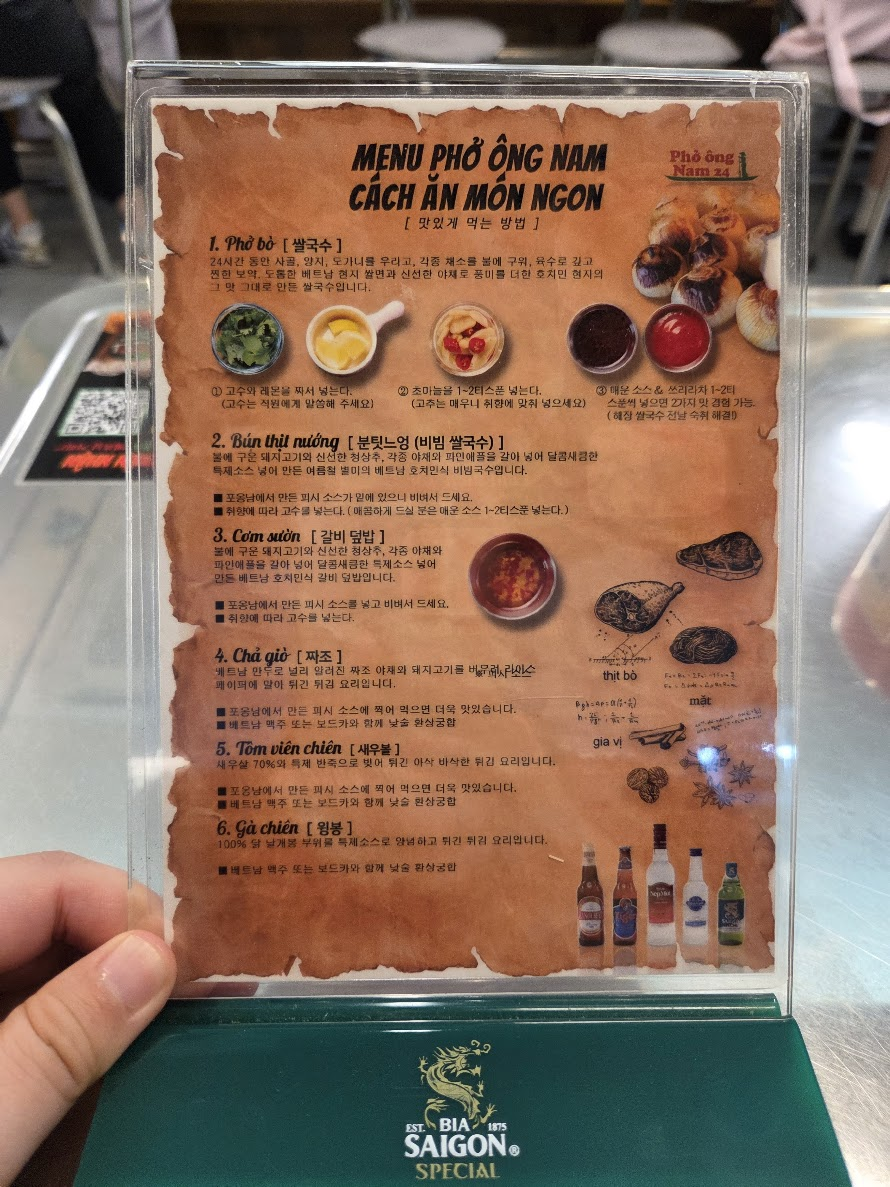 MENU PHỞ ÔNG NAM
CÁCH ĂN MÓN NGON
[ 맛있게 먹는 방법 ]
Phở ông
Nam 24
1. Phở bò [ 쌀국수 ]
24시간 동안 사골, 양지, 도가니를 우리고, 각종 채소를 불에 구워, 육수로 깊고
찐한 보약. 도톰한 베트남 현지 쌀면과 신선한 야채로 풍미를 더한 호치민 현지의
그 맛 그대로 만든 쌀국수입니다.
① 고수와 레몬을 짜서 넣는다.
(고수는 직원에게 말씀해 주세요)
② 초마늘을 1~2티스푼 넣는다.
(고추는 매우니 취향에 맞춰 넣으세요)
③ 매운 소스 & 쓰리라차 1~2티
스푼씩 넣으면 2가지 맛 경험 가능.
( 해장 쌀국수 전날 숙취 해결!)
2. Bún thịt nướng [ 분팃느엉 (비빔 쌀국수) ]
불에 구운 돼지고기와 신선한 청상추, 각종 야채와 파인애플을 갈아 넣어 달콤새큼한
특제소스 넣어 만든 여름철 별미의 베트남 호치민식 비빔국수입니다.
■ 포옹남에서 만든 피시 소스가 밑에 있으니 비벼서 드세요.
■ 취향에 따라 고수를 넣는다. ( 매콤하게 드실 분은 매운 소스 1~2티스푼 넣는다. )
3. Cơm sườn [ 갈비 덮밥 ]
불에 구운 돼지고기와 신선한 청상추, 각종 야채와
파인애플을 갈아 넣어 달콤새큼한 특제소스 넣어
만든 베트남 호치민식 갈비 덮밥입니다.
■ 포옹남에서 만든 피시 소스를 넣고 비벼서 드세요.
■ 취향에 따라 고수를 넣는다.
thịt bò
mặt
gia vị
4. Chả giò [ 짜조 ]
베트남 만두로 널리 알려진 짜조 야채와 돼지고기를 버무려 라이스
피시 소스
페이퍼에 말아 튀긴 튀김 요리입니다.
■ 포옹남에서 만든 피시 소스에 찍어 먹으면 더욱 맛있습니다.
■ 베트남 맥주 또는 보드카와 함께 낮술 환상궁합
5. Tôm viên chiên [ 새우볼 ]
새우살 70%와 특제 반죽으로 빚어 튀긴 아삭 바삭한 튀김 요리입니다.
■ 포옹남에서 만든 피시 소스에 찍어 먹으면 더욱 맛있습니다.
■ 베트남 맥주 또는 보드카와 함께 낮술 환상궁합
6. Gà chiên [ 윙봉 ]
100% 닭 날개봉 부위를 특제소스로 양념하고 튀긴 튀김 요리입니다.
■ 베트남 맥주 또는 보드카와 함께 낮술 환상궁합
EST. BIA 1875
SAIGON®
SPECIAL